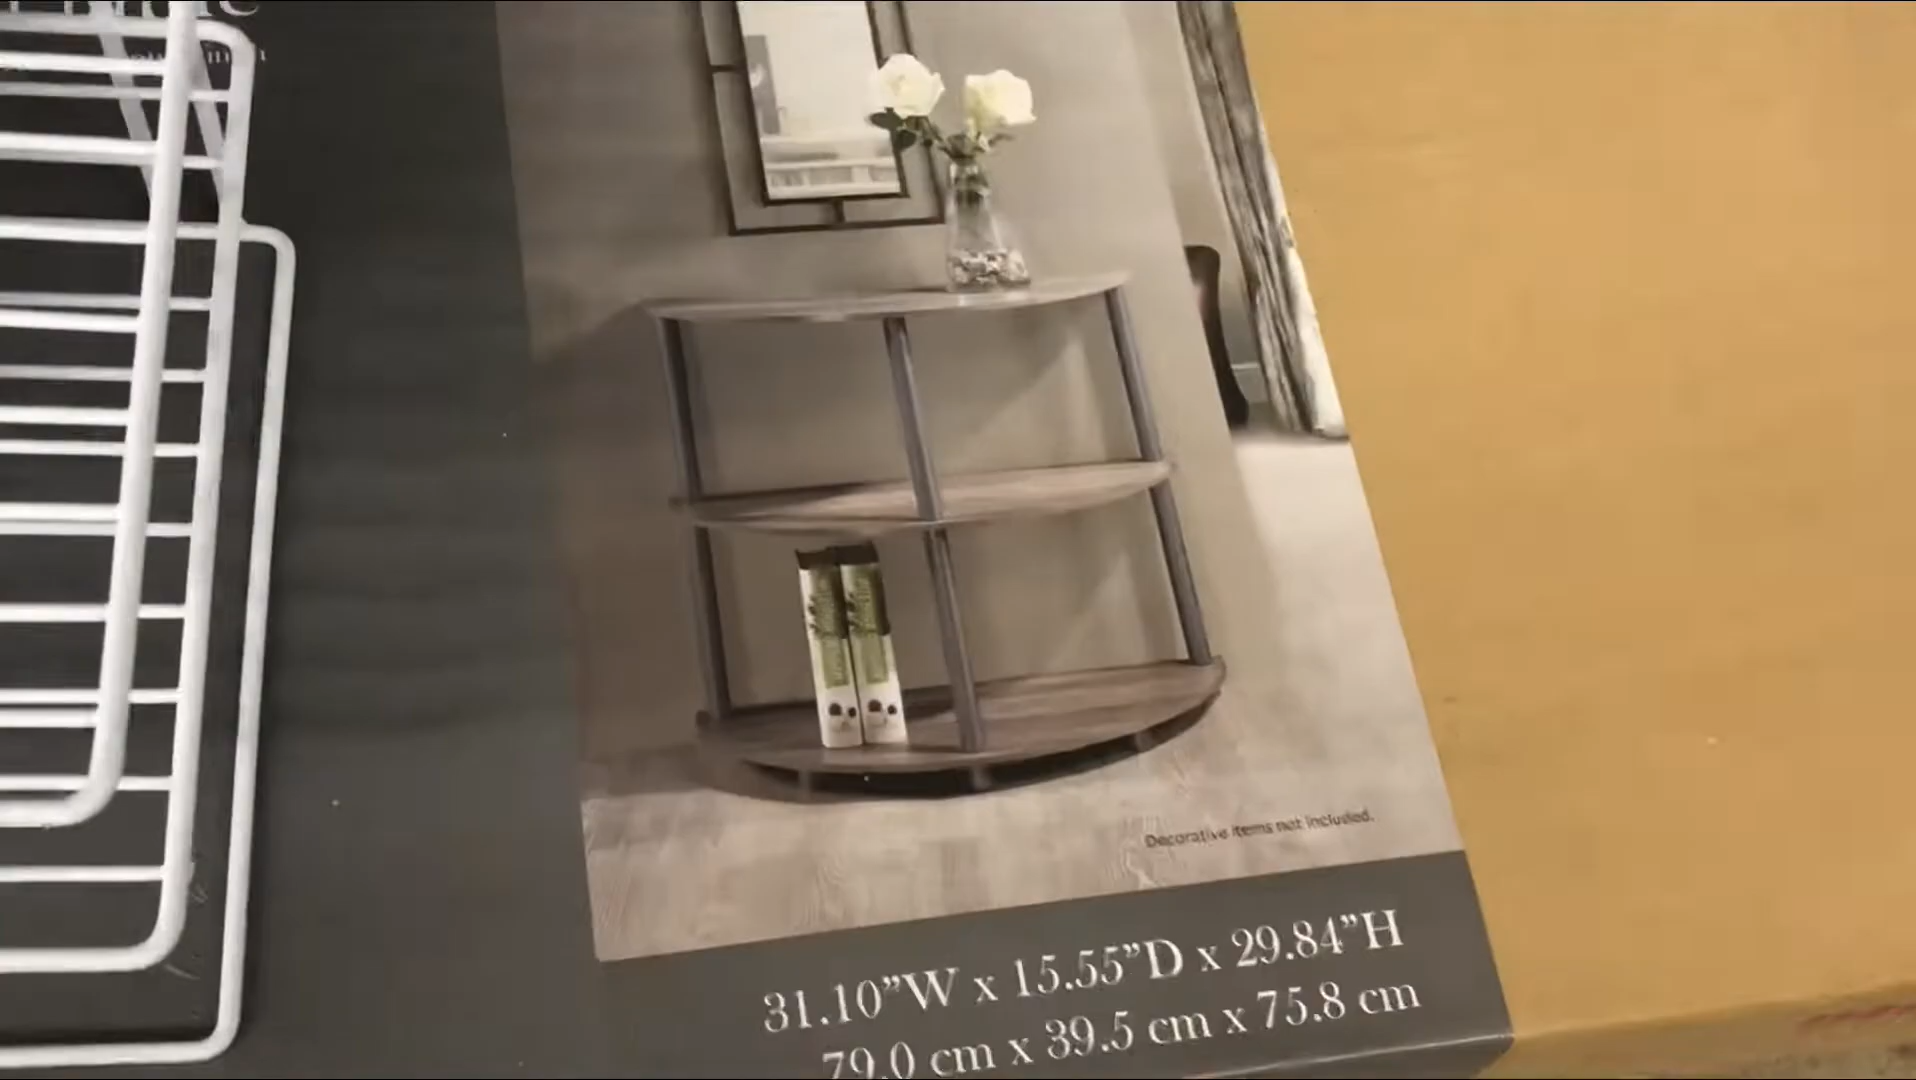 Decorative items not included.
31.10”W x 15.55”D x 29.84”H
79.0 cm x 39.5 cm x 75.8 cm